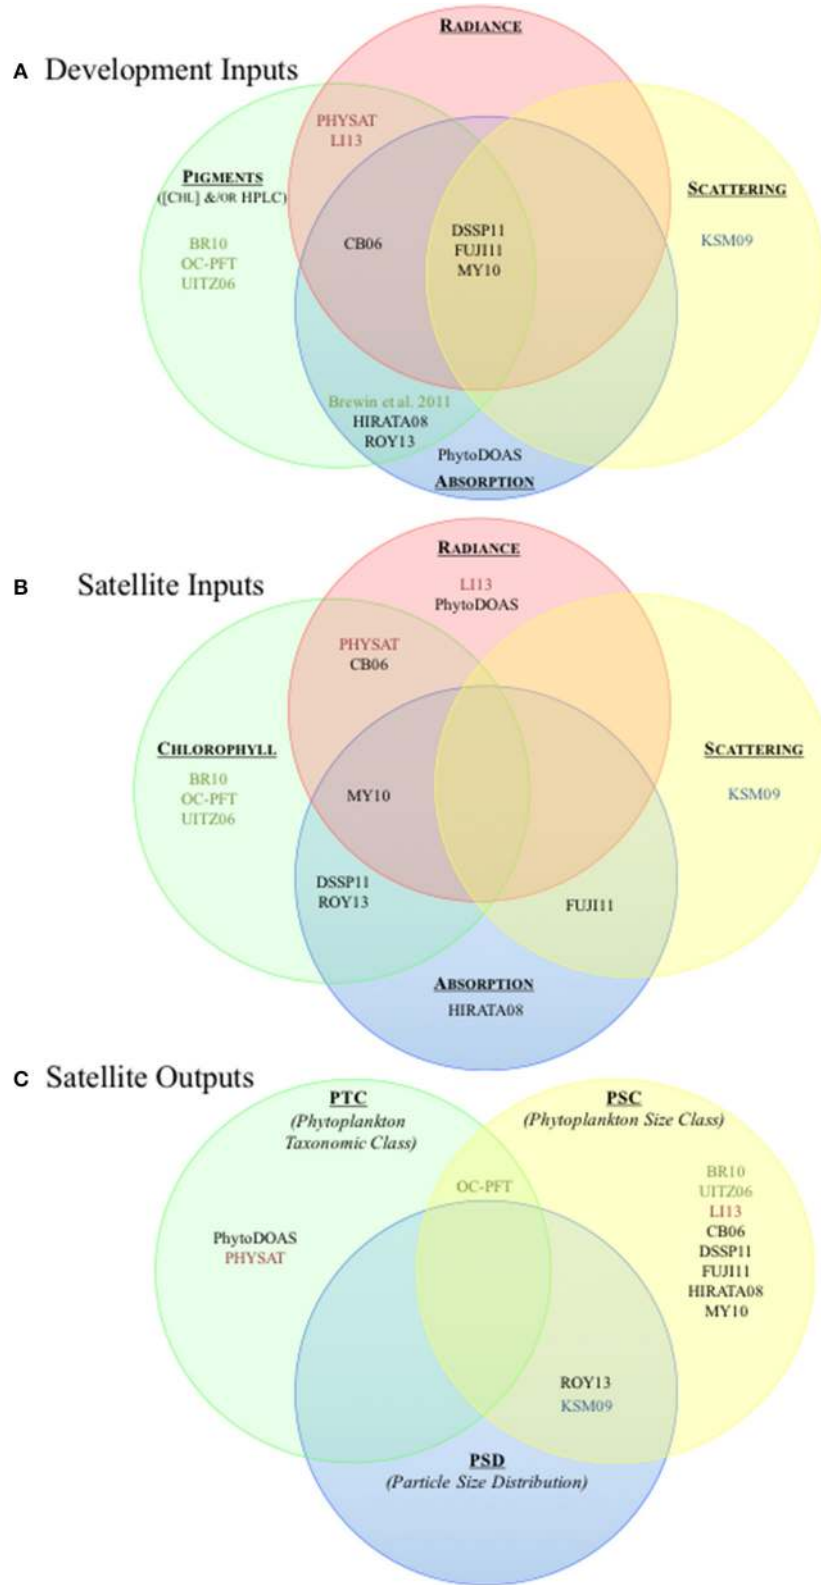 A Development Inputs
RADIANCE
PHYSAT
LI13
PIGMENTS
([CHL] &/OR HPLC)
BR10
OC-PFT
UITZ06
CB06
DSSP11
FUJI11
MY10
SCATTERING
KSM09
Brewin et al. 2011
HIRATA08
ROY13
PhytoDOAS
ABSORPTION
B Satellite Inputs
RADIANCE
LI13
PhytoDOAS
PHYSAT
CB06
CHLOROPHYLL
BR10
OC-PFT
UITZ06
MY10
SCATTERING
KSM09
DSSP11
ROY13
FUJI11
ABSORPTION
HIRATA08
C Satellite Outputs
PTC
(Phytoplankton
Taxonomic Class)
PSC
(Phytoplankton Size Class)
OC-PFT
BR10
UITZ06
LI13
CB06
DSSP11
FUJI11
HIRATA08
MY10
PhytoDOAS
PHYSAT
ROY13
KSM09
PSD
(Particle Size Distribution)